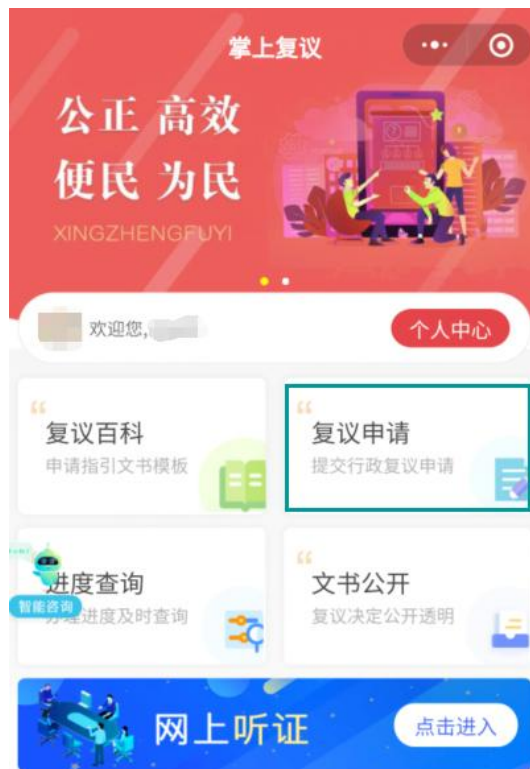 掌上复议
公正 高效
便民 为民
XINGZHENGFUYI
欢迎您,
个人中心
复议百科
申请指引文书模板
复议申请
提交行政复议申请
进度查询
办理进度及时查询
智能咨询
文书公开
复议决定公开透明
网上听证
点击进入